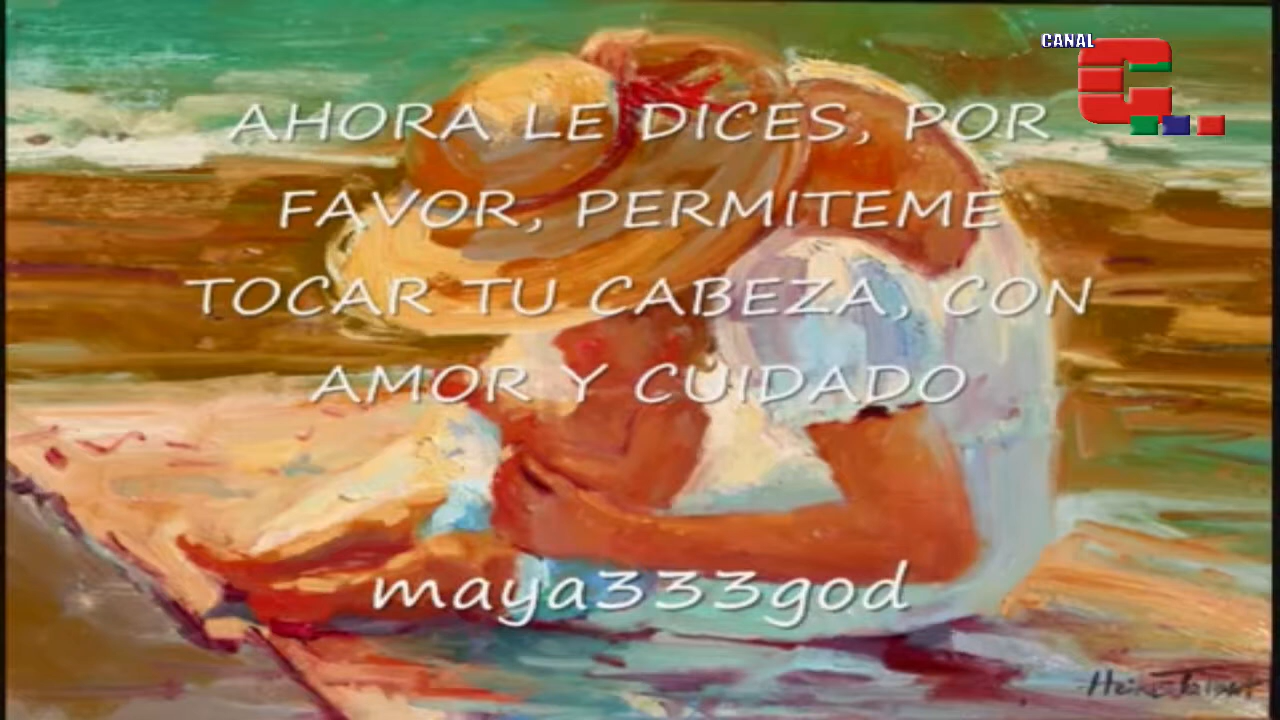 CANAL
AHORA LE DICES, POR
FAVOR, PERMITEME
TOCAR TU CABEZA, CON
AMOR Y CUIDADO
maya333god